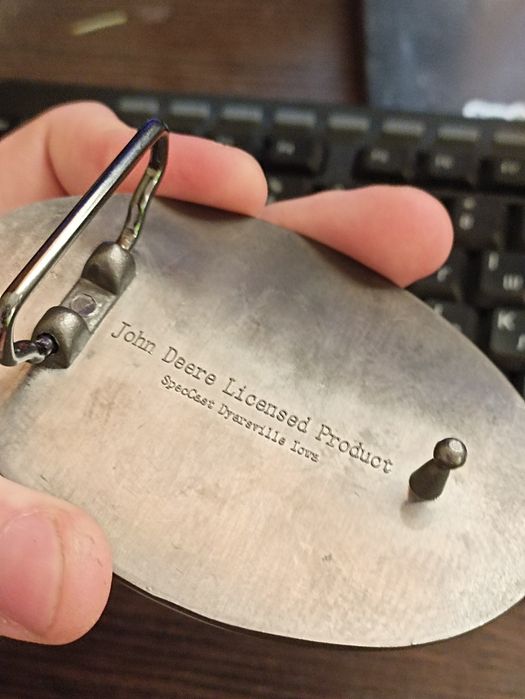 John Deere Licensed Product
SpecCast Dyersville Iowa